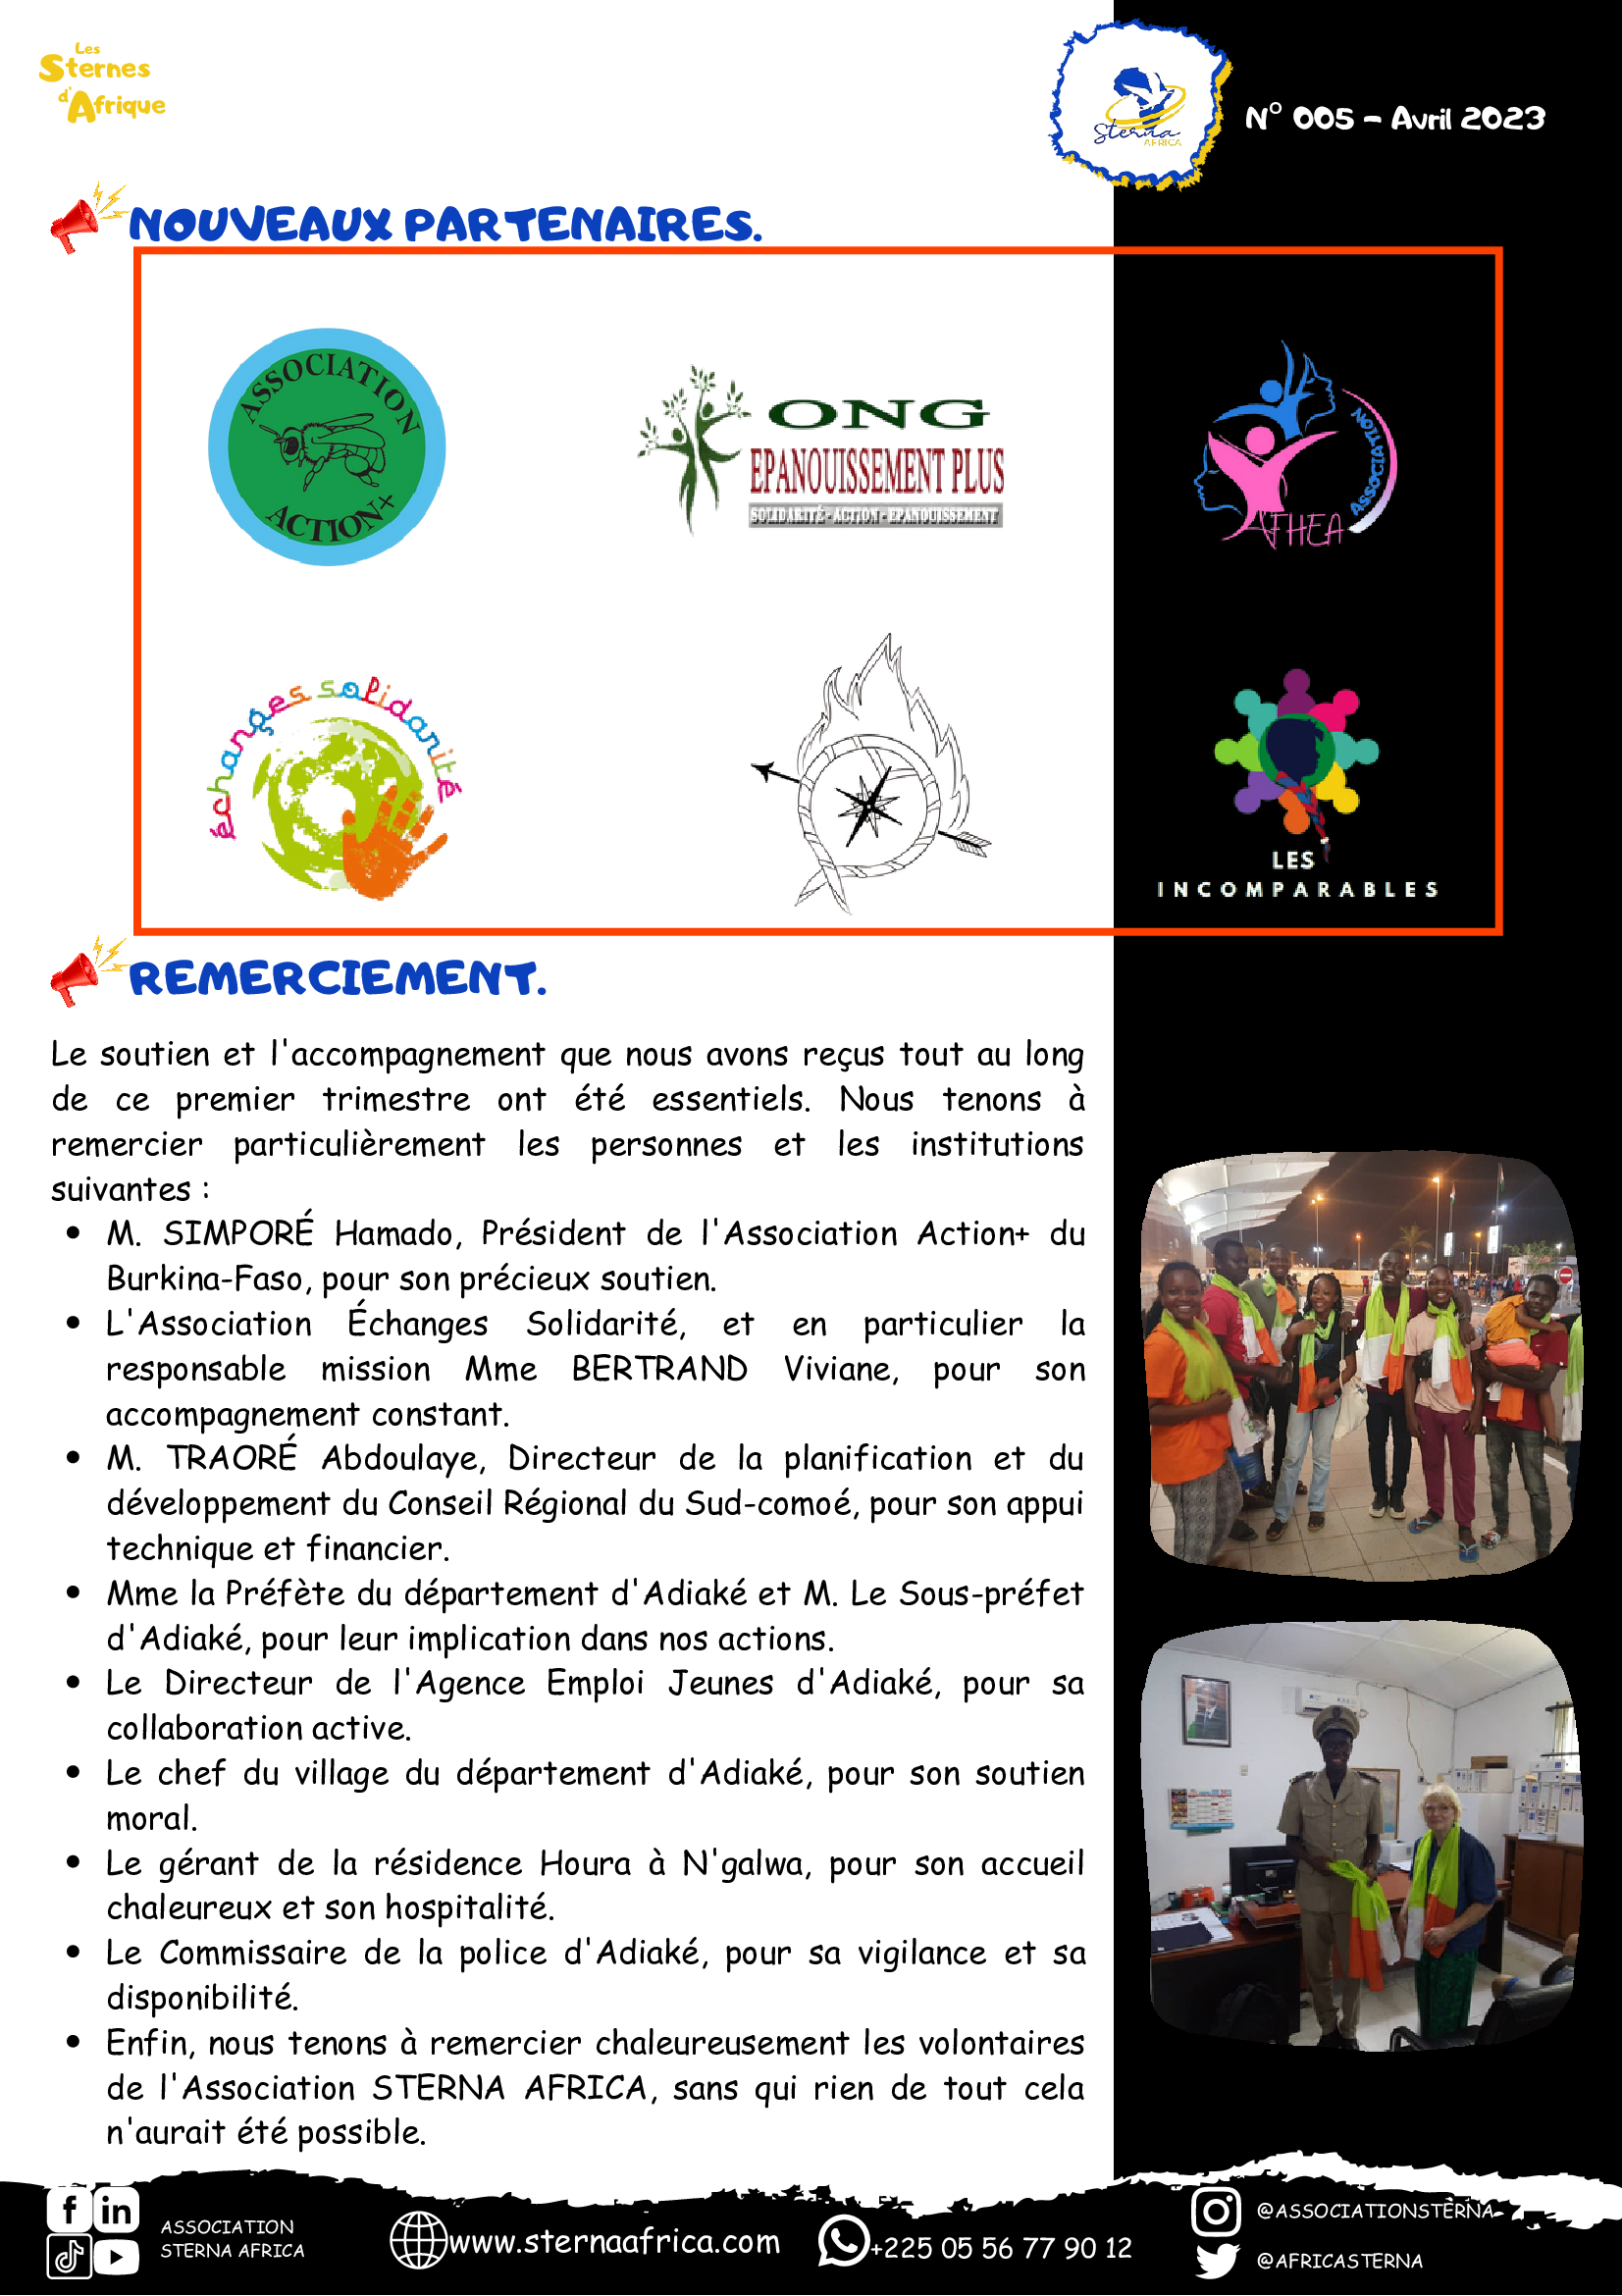 Les
Sternes
d'Afrique
Sterna
AFRICA
N° 005 - Avril 2023
NOUVEAUX PARTENAIRES.
ASSOCIATION
ACTION+
ONG
EPANOUISSEMENT PLUS
SOLIDARITÉ - ACTION - EPANOUISSEMENT
ASSOCIATION
ATHEA
échanges solidarité
LES
INCOMPARABLES
REMERCIEMENT.
Le soutien et l'accompagnement que nous avons reçus tout au long
de ce premier trimestre ont été essentiels. Nous tenons à
remercier particulièrement les personnes et les institutions
suivantes :
• M. SIMPORÉ Hamado, Président de l'Association Action+ du
Burkina-Faso, pour son précieux soutien.
• L'Association Échanges Solidarité, et en particulier la
responsable mission Mme BERTRAND Viviane, pour son
accompagnement constant.
• M. TRAORÉ Abdoulaye, Directeur de la planification et du
développement du Conseil Régional du Sud-comoé, pour son appui
technique et financier.
• Mme la Préfète du département d'Adiaké et M. Le Sous-préfet
d'Adiaké, pour leur implication dans nos actions.
• Le Directeur de l'Agence Emploi Jeunes d'Adiaké, pour sa
collaboration active.
• Le chef du village du département d'Adiaké, pour son soutien
moral.
• Le gérant de la résidence Houra à N'galwa, pour son accueil
chaleureux et son hospitalité.
• Le Commissaire de la police d'Adiaké, pour sa vigilance et sa
disponibilité.
• Enfin, nous tenons à remercier chaleureusement les volontaires
de l'Association STERNA AFRICA, sans qui rien de tout cela
n'aurait été possible.
ASSOCIATION
STERNA AFRICA
www.sternaafrica.com
+225 05 56 77 90 12
@ASSOCIATIONSTERNA
@AFRICASTERNA